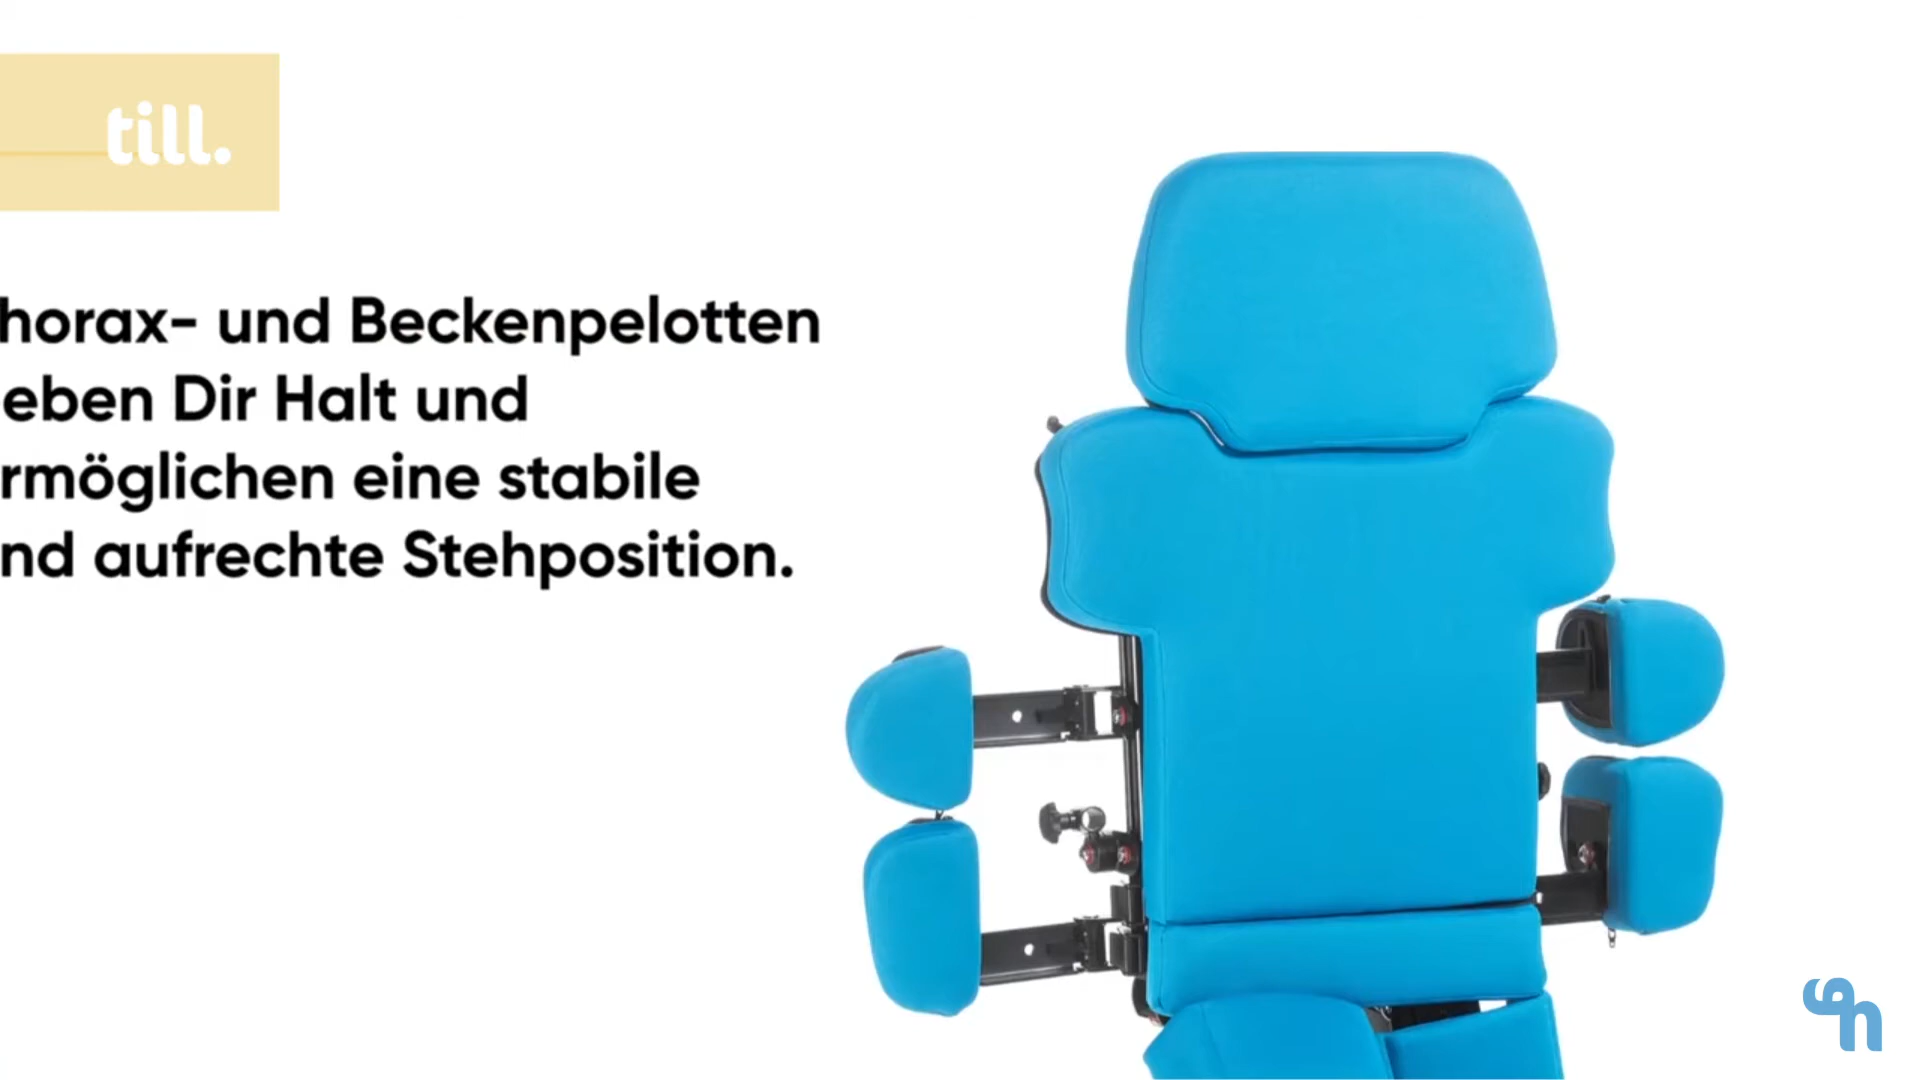 till.
horax- und Beckenpelotten
eben Dir Halt und
rmöglichen eine stabile
nd aufrechte Stehposition.